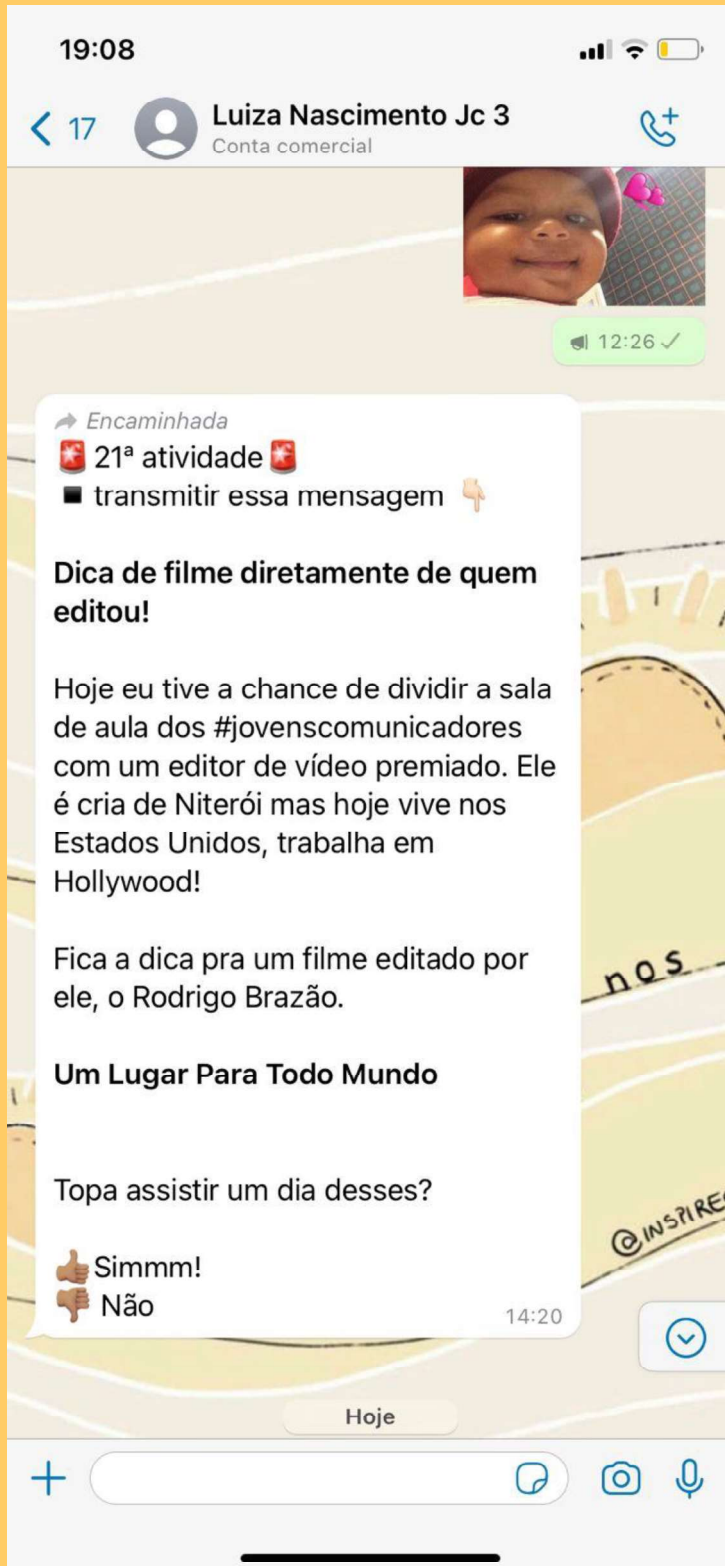 19:08
17
Luiza Nascimento Jc 3
Conta comercial
12:26
Encaminhada
21ª atividade
transmitir essa mensagem
Dica de filme diretamente de quem
editou!
Hoje eu tive a chance de dividir a sala
de aula dos #jovenscomunicadores
com um editor de vídeo premiado. Ele
é cria de Niterói mas hoje vive nos
Estados Unidos, trabalha em
Hollywood!
Fica a dica pra um filme editado por
ele, o Rodrigo Brazão.
nos
Um Lugar Para Todo Mundo
Topa assistir um dia desses?
@INSPIRE
Simmm!
Não
14:20
Hoje